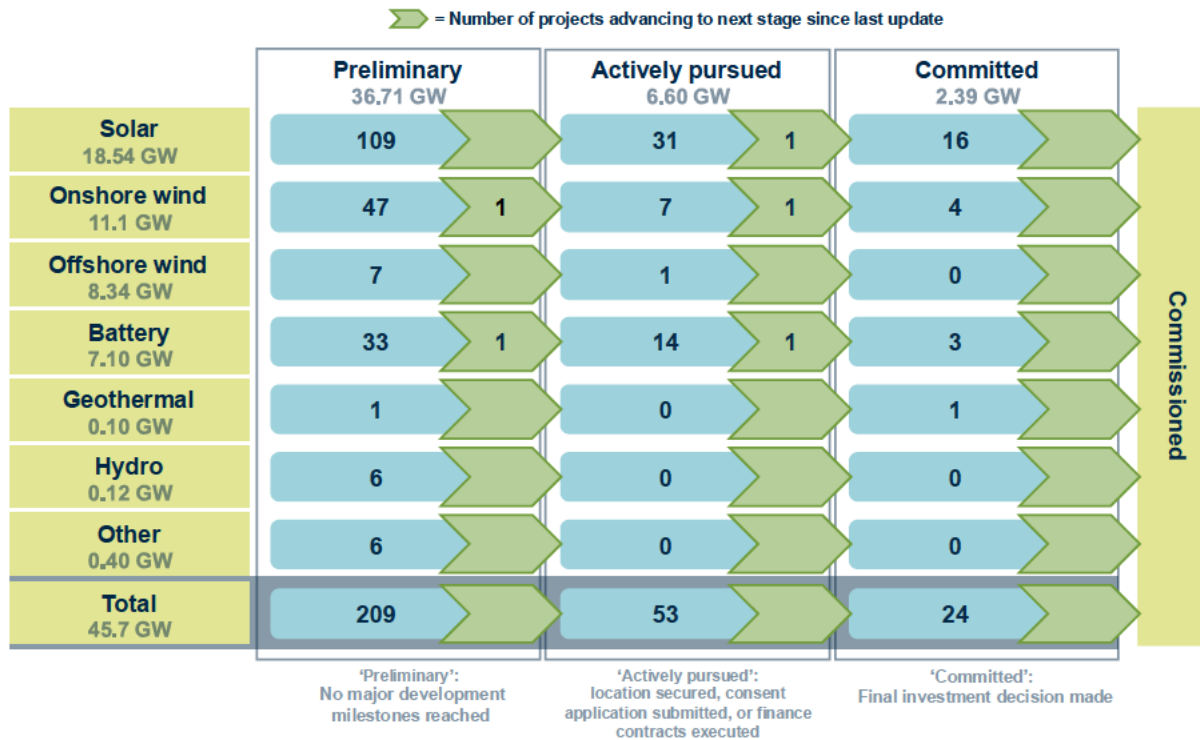 = Number of projects advancing to next stage since last update
Preliminary
36.71 GW
Actively pursued
6.60 GW
Committed
2.39 GW
Solar
18.54 GW
109
31
1
16
Onshore wind
11.1 GW
47
1
7
1
4
Offshore wind
8.34 GW
7
1
0
Battery
7.10 GW
33
1
14
1
3
Geothermal
0.10 GW
1
0
1
Hydro
0.12 GW
6
0
0
Other
0.40 GW
6
0
0
Total
45.7 GW
209
53
24
Commissioned
‘Preliminary’:
No major development
milestones reached
‘Actively pursued’:
location secured, consent
application submitted, or finance
contracts executed
‘Committed’:
Final investment decision made